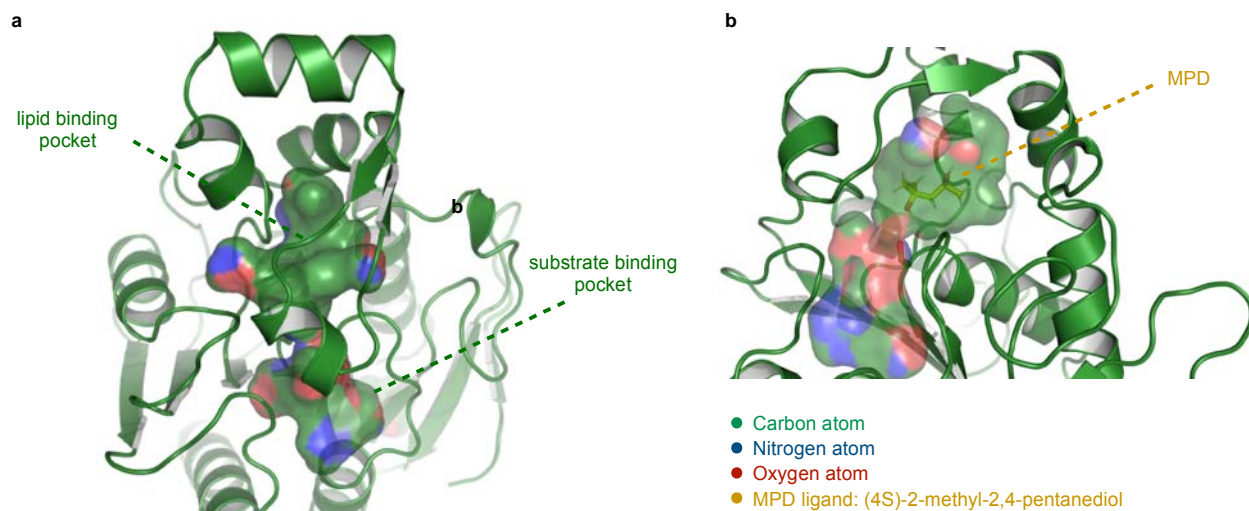 a
lipid binding
pocket
b
substrate binding
pocket
b
MPD
Carbon atom
Nitrogen atom
Oxygen atom
MPD ligand: (4S)-2-methyl-2,4-pentanediol